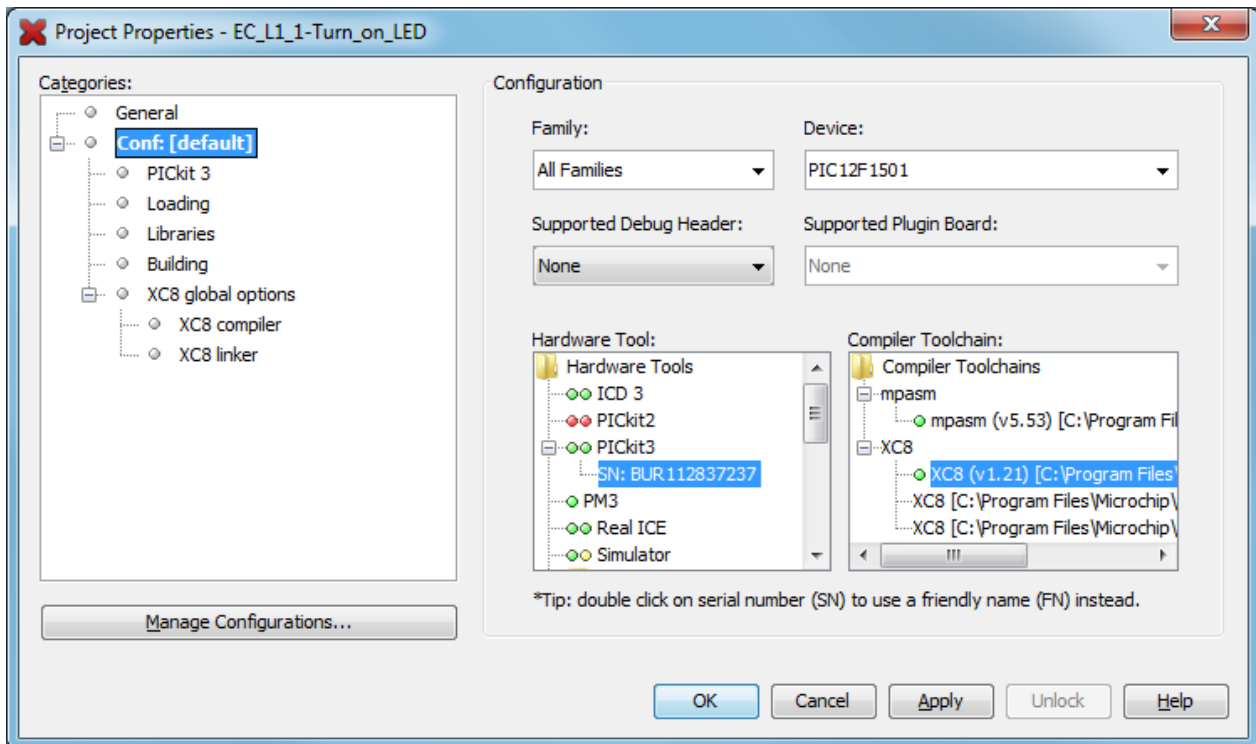 Project Properties - EC_L1_1-Turn_on_LED
X
Categories:
General
Conf: [default]
PICkit 3
Loading
Libraries
Building
XC8 global options
XC8 compiler
XC8 linker
Manage Configurations...
Configuration
Family:
Device:
All Families
PIC12F1501
Supported Debug Header:
Supported Plugin Board:
None
None
Hardware Tool:
Hardware Tools
ICD 3
PICkit2
PICkit3
SN: BUR112837237
PM3
Real ICE
Simulator
Compiler Toolchain:
Compiler Toolchains
mpasm
mpasm (v5.53) [C:\Program Fil
XC8
XC8 (v1.21) [C:\Program Files\
XC8 [C:\Program Files\Microchip\
XC8 [C:\Program Files\Microchip\
*Tip: double click on serial number (SN) to use a friendly name (FN) instead.
OK
Cancel
Apply
Unlock
Help